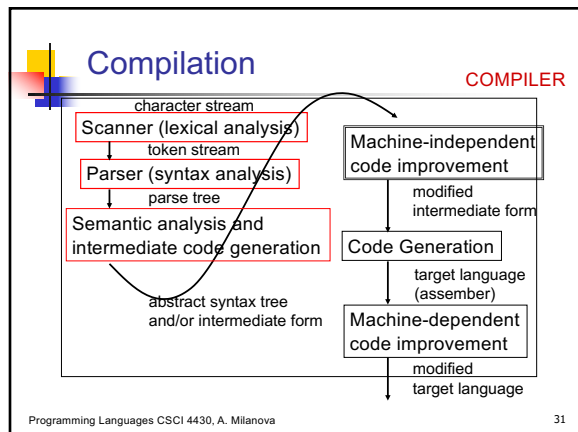 Compilation
COMPILER
character stream
Scanner (lexical analysis)
token stream
Parser (syntax analysis)
parse tree
Semantic analysis and
intermediate code generation
abstract syntax tree
and/or intermediate form
Machine-independent
code improvement
modified
intermediate form
Code Generation
target language
(assember)
Machine-dependent
code improvement
modified
target language
Programming Languages CSCI 4430, A. Milanova
31